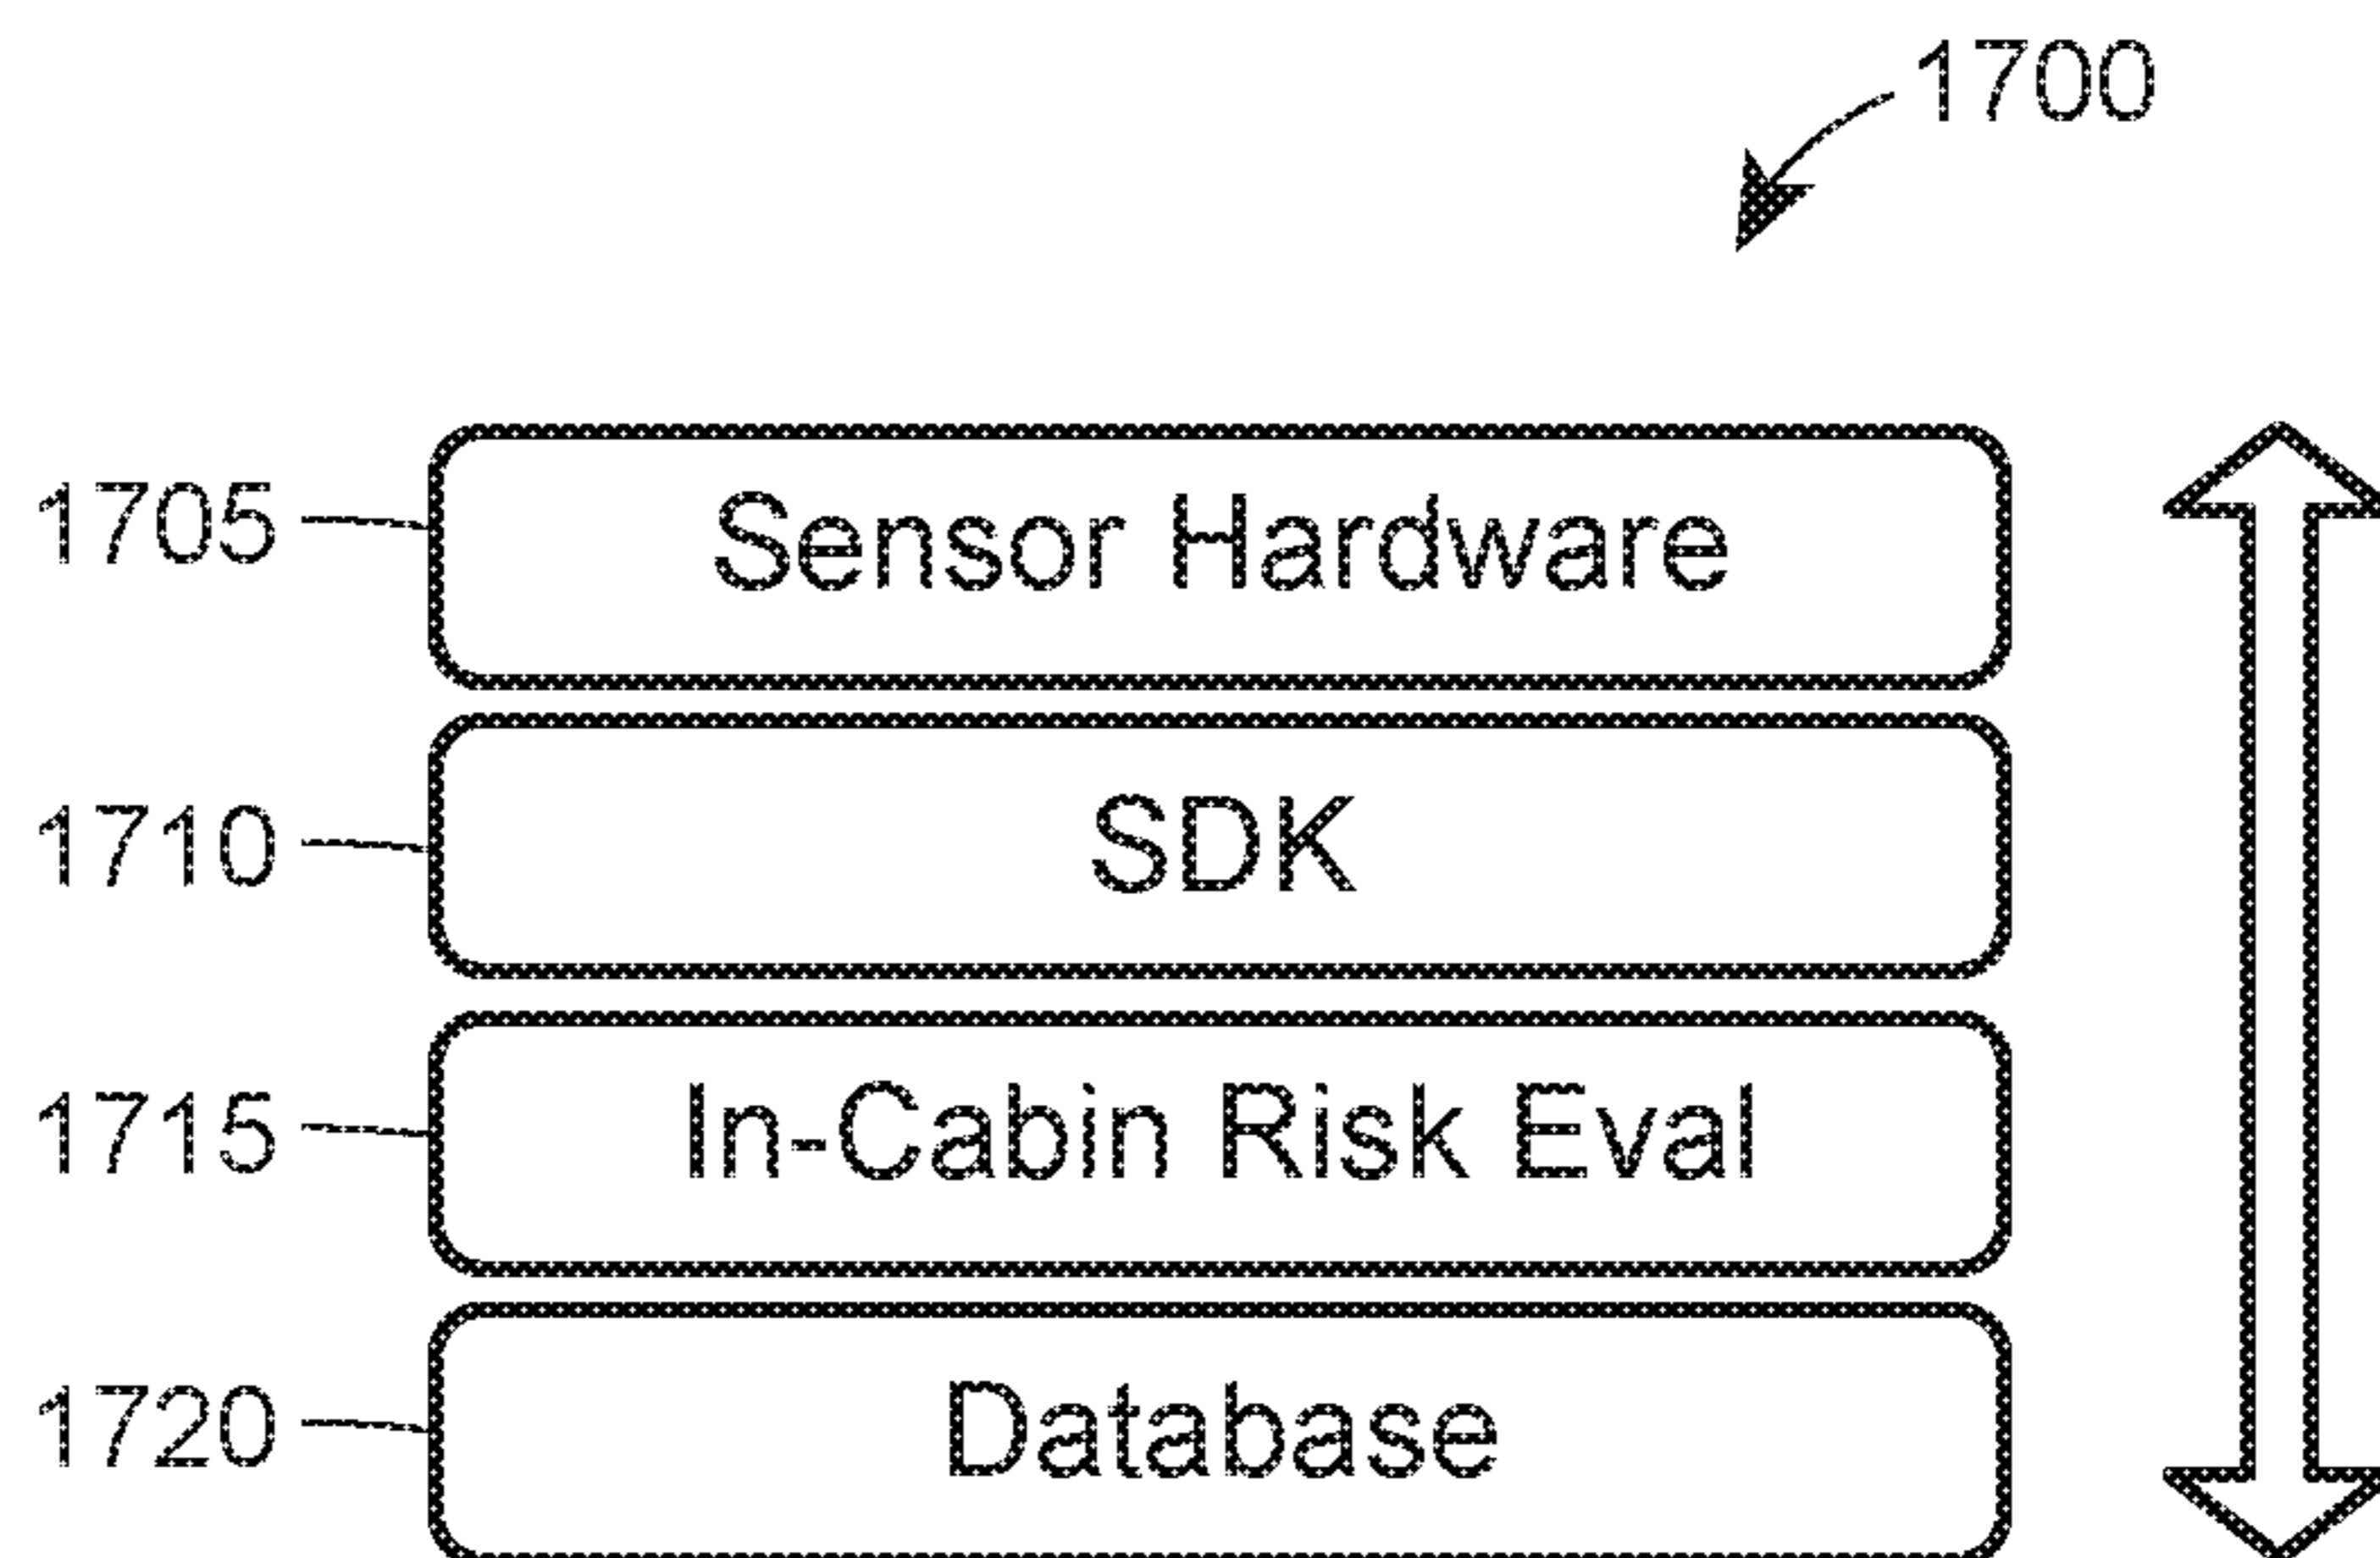 1700
1705 Sensor Hardware
1710 SDK
1715 In-Cabin Risk Eval
1720 Database